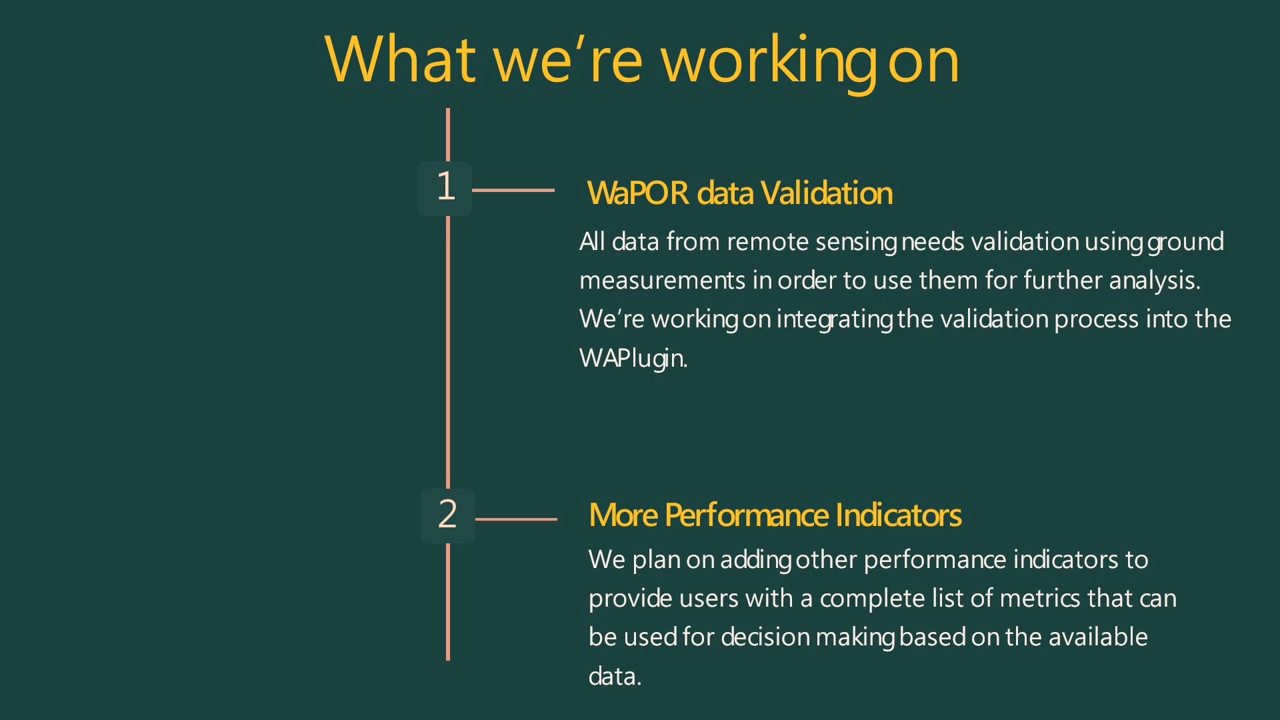 What we’re working on
1
WaPOR data Validation
All data from remote sensing needs validation using ground
measurements in order to use them for further analysis.
We’re working on integrating the validation process into the
WAPlugin.
2
More Performance Indicators
We plan on adding other performance indicators to
provide users with a complete list of metrics that can
be used for decision making based on the available
data.